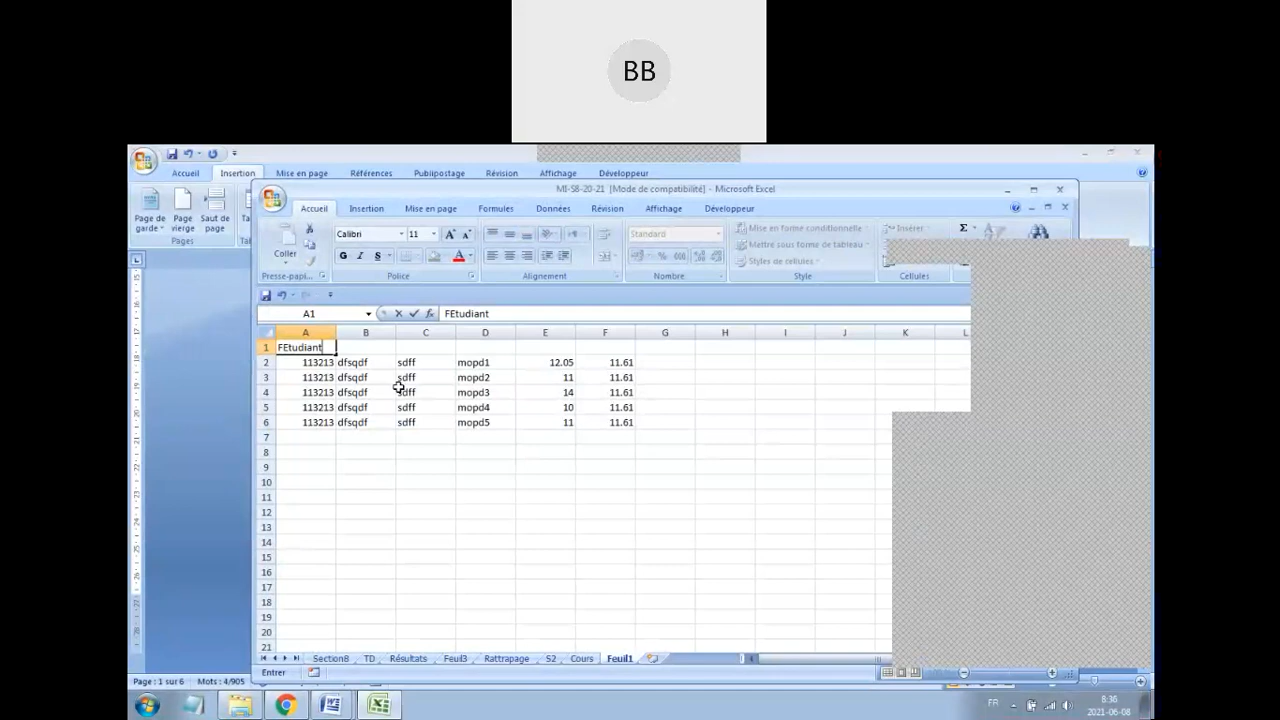 BB
Accueil Insertion Mise en page Références Publipostage Révision Affichage Développeur
MI-S8-20-21 [Mode de compatibilité] - Microsoft Excel
Page de garde Page vierge Saut de page
Pages
Accueil Insertion Mise en page Formules Données Révision Affichage Développeur
Coller
Calibri 11
G I S
Standard
Mise en forme conditionnelle
Mettre sous forme de tableau
Styles de cellules
Insérer
Presse-papi... Police Alignement Nombre Style Cellules
A1 FEtudiant
A B C D E F G H I J K L
1 FEtudiant
2 113213 dfsqdf sdff mopd1 12.05 11.61
3 113213 dfsqdf sdff mopd2 11 11.61
4 113213 dfsqdf sdff mopd3 14 11.61
5 113213 dfsqdf sdff mopd4 10 11.61
6 113213 dfsqdf sdff mopd5 11 11.61
7
8
9
10
11
12
13
14
15
16
17
18
19
20
21
Section8 TD Résultats Feuil3 Rattrapage S2 Cours Feuil1
Entrer
Page : 1 sur 6 Mots : 4/905
FR 8:36
2021-06-08